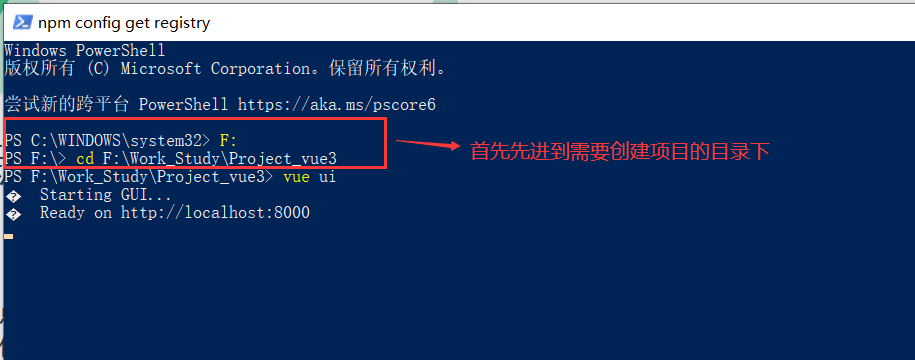 npm config get registry
Windows PowerShell
版权所有 (C) Microsoft Corporation。保留所有权利。
尝试新的跨平台 PowerShell https://aka.ms/pscore6
PS C:\WINDOWS\system32> F:
PS F:\> cd F:\Work_Study\Project_vue3
首先先进到需要创建项目的目录下
PS F:\Work_Study\Project_vue3> vue ui
� Starting GUI...
� Ready on http://localhost:8000